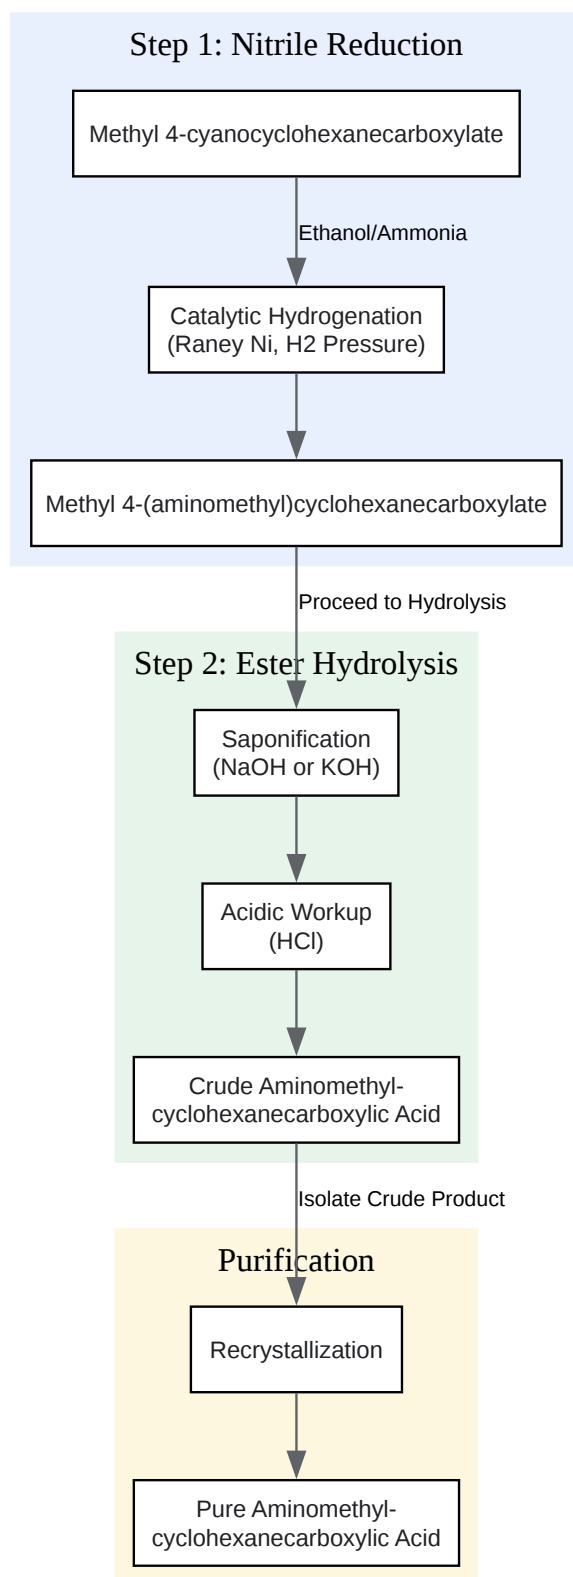 Step 1: Nitrile Reduction
Methyl 4-cyanocyclohexanecarboxylate
Ethanol/Ammonia
Catalytic Hydrogenation
(Raney Ni, H2 Pressure)
Methyl 4-(aminomethyl)cyclohexanecarboxylate
Proceed to Hydrolysis
Step 2: Ester Hydrolysis
Saponification
(NaOH or KOH)
Acidic Workup
(HCl)
Crude Aminomethyl-
cyclohexanecarboxylic Acid
Isolate Crude Product
Purification
Recrystallization
Pure Aminomethyl-
cyclohexanecarboxylic Acid